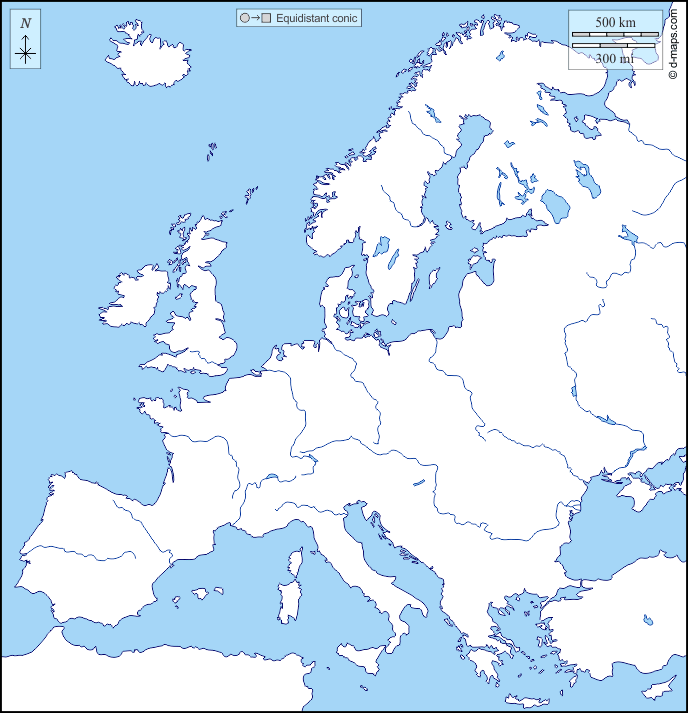 N
→ Equidistant conic
500 km
300 mi
© d-maps.com